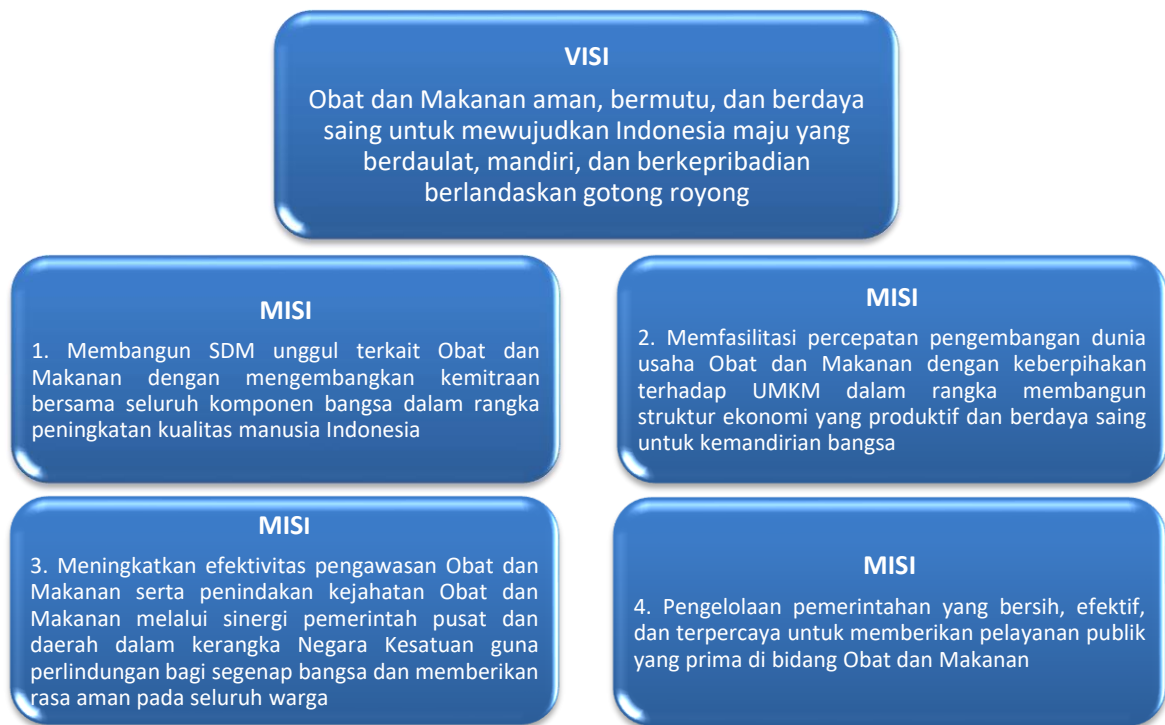 VISI
Obat dan Makanan aman, bermutu, dan berdaya
saing untuk mewujudkan Indonesia maju yang
berdaulat, mandiri, dan berkepribadian
berlandaskan gotong royong
MISI
1. Membangun SDM unggul terkait Obat dan
Makanan dengan mengembangkan kemitraan
bersama seluruh komponen bangsa dalam rangka
peningkatan kualitas manusia Indonesia
MISI
2. Memfasilitasi percepatan pengembangan dunia
usaha Obat dan Makanan dengan keberpihakan
terhadap UMKM dalam rangka membangun
struktur ekonomi yang produktif dan berdaya saing
untuk kemandirian bangsa
MISI
3. Meningkatkan efektivitas pengawasan Obat dan
Makanan serta penindakan kejahatan Obat dan
Makanan melalui sinergi pemerintah pusat dan
daerah dalam kerangka Negara Kesatuan guna
perlindungan bagi segenap bangsa dan memberikan
rasa aman pada seluruh warga
MISI
4. Pengelolaan pemerintahan yang bersih, efektif,
dan terpercaya untuk memberikan pelayanan publik
yang prima di bidang Obat dan Makanan